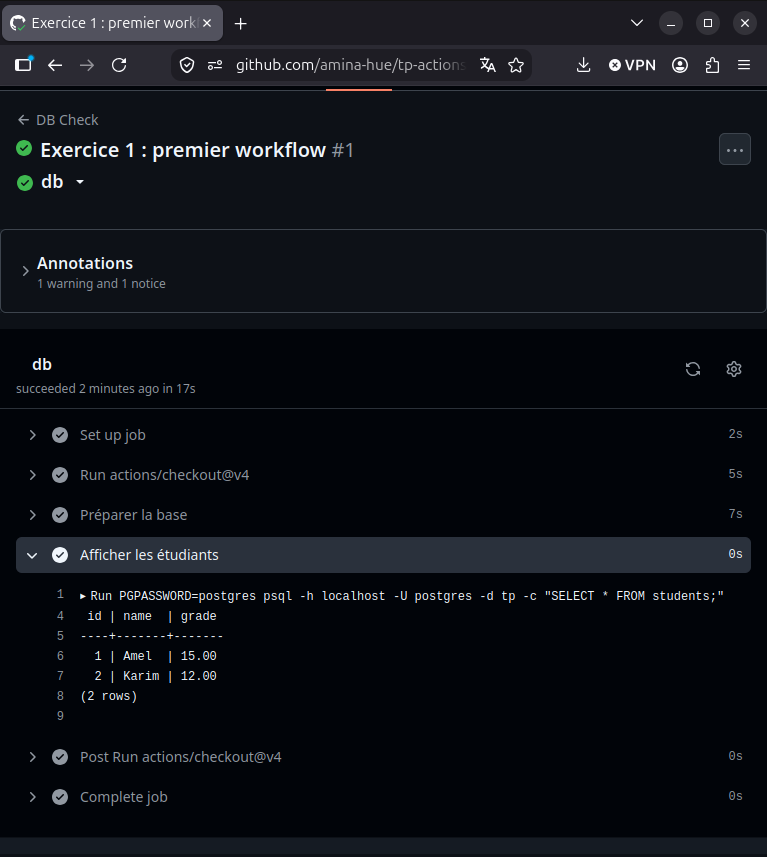 Exercice 1 : premier workf
github.com/amina-hue/tp-actions
VPN
← DB Check
Exercice 1 : premier workflow #1
db
Annotations
1 warning and 1 notice
db
succeeded 2 minutes ago in 17s
Set up job 2s
Run actions/checkout@v4 5s
Préparer la base 7s
Afficher les étudiants 0s
1 ▸ Run PGPASSWORD=postgres psql -h localhost -U postgres -d tp -c "SELECT * FROM students;"
4  id | name  | grade
5 ----+-------+-------
6   1 | Amel  | 15.00
7   2 | Karim | 12.00
8 (2 rows)
9
Post Run actions/checkout@v4 0s
Complete job 0s